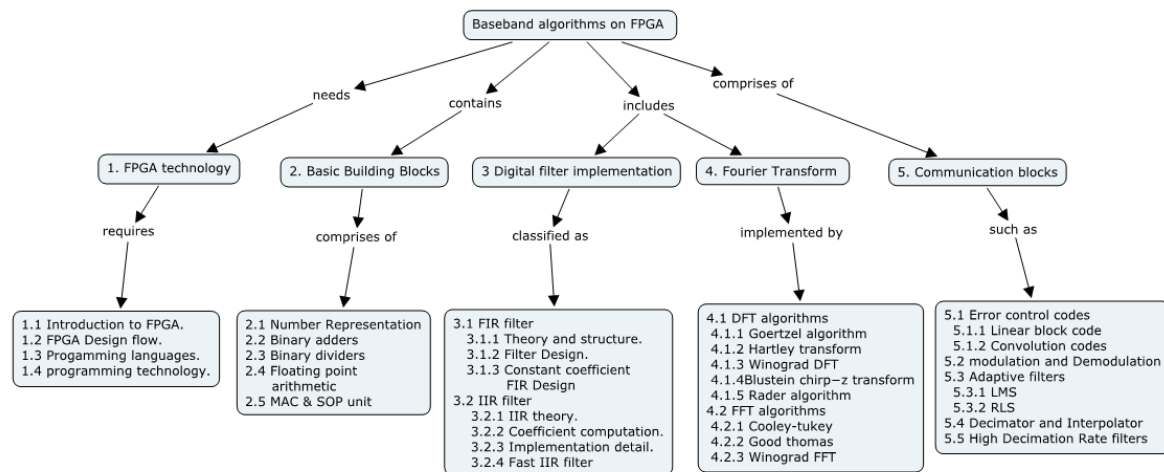 Baseband algorithms on FPGA
needs
contains
includes
comprises of
1. FPGA technology
2. Basic Building Blocks
3 Digital filter implementation
4. Fourier Transform
5. Communication blocks
requires
comprises of
classified as
implemented by
such as
1.1 Introduction to FPGA.
1.2 FPGA Design flow.
1.3 Progamming languages.
1.4 programming technology.
2.1 Number Representation
2.2 Binary adders
2.3 Binary dividers
2.4 Floating point
arithmetic
2.5 MAC & SOP unit
3.1 FIR filter
3.1.1 Theory and structure.
3.1.2 Filter Design.
3.1.3 Constant coefficient
FIR Design
3.2 IIR filter
3.2.1 IIR theory.
3.2.2 Coefficient computation.
3.2.3 Implementation detail.
3.2.4 Fast IIR filter
4.1 DFT algorithms
4.1.1 Goertzel algorithm
4.1.2 Hartley transform
4.1.3 Winograd DFT
4.1.4Blustein chirp−z transform
4.1.5 Rader algorithm
4.2 FFT algorithms
4.2.1 Cooley-tukey
4.2.2 Good thomas
4.2.3 Winograd FFT
5.1 Error control codes
5.1.1 Linear block code
5.1.2 Convolution codes
5.2 modulation and Demodulation
5.3 Adaptive filters
5.3.1 LMS
5.3.2 RLS
5.4 Decimator and Interpolator
5.5 High Decimation Rate filters